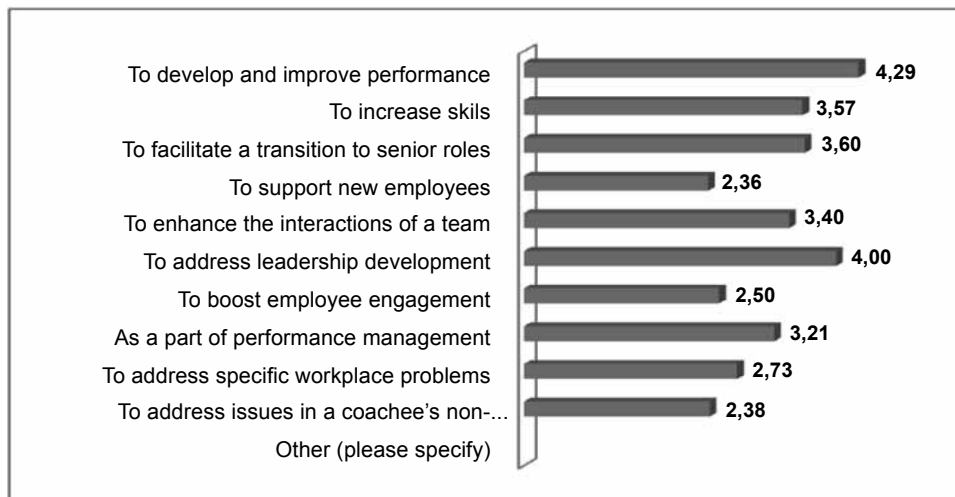 To develop and improve performance 4,29
To increase skils 3,57
To facilitate a transition to senior roles 3,60
To support new employees 2,36
To enhance the interactions of a team 3,40
To address leadership development 4,00
To boost employee engagement 2,50
As a part of performance management 3,21
To address specific workplace problems 2,73
To address issues in a coachee's non-... 2,38
Other (please specify)